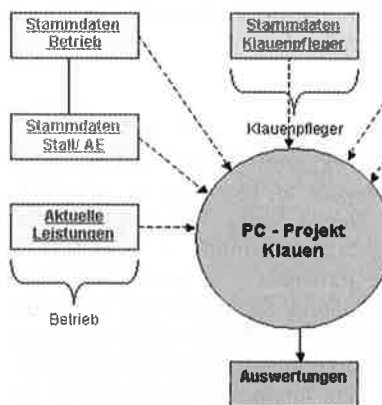 Stammdaten
Betrieb
Stammdaten
Klauenpfleger
Stammdaten
Stall/ AE
Klauenpfleger
Aktuelle
Leistungen
PC - Projekt
Klauen
Betrieb
Auswertungen